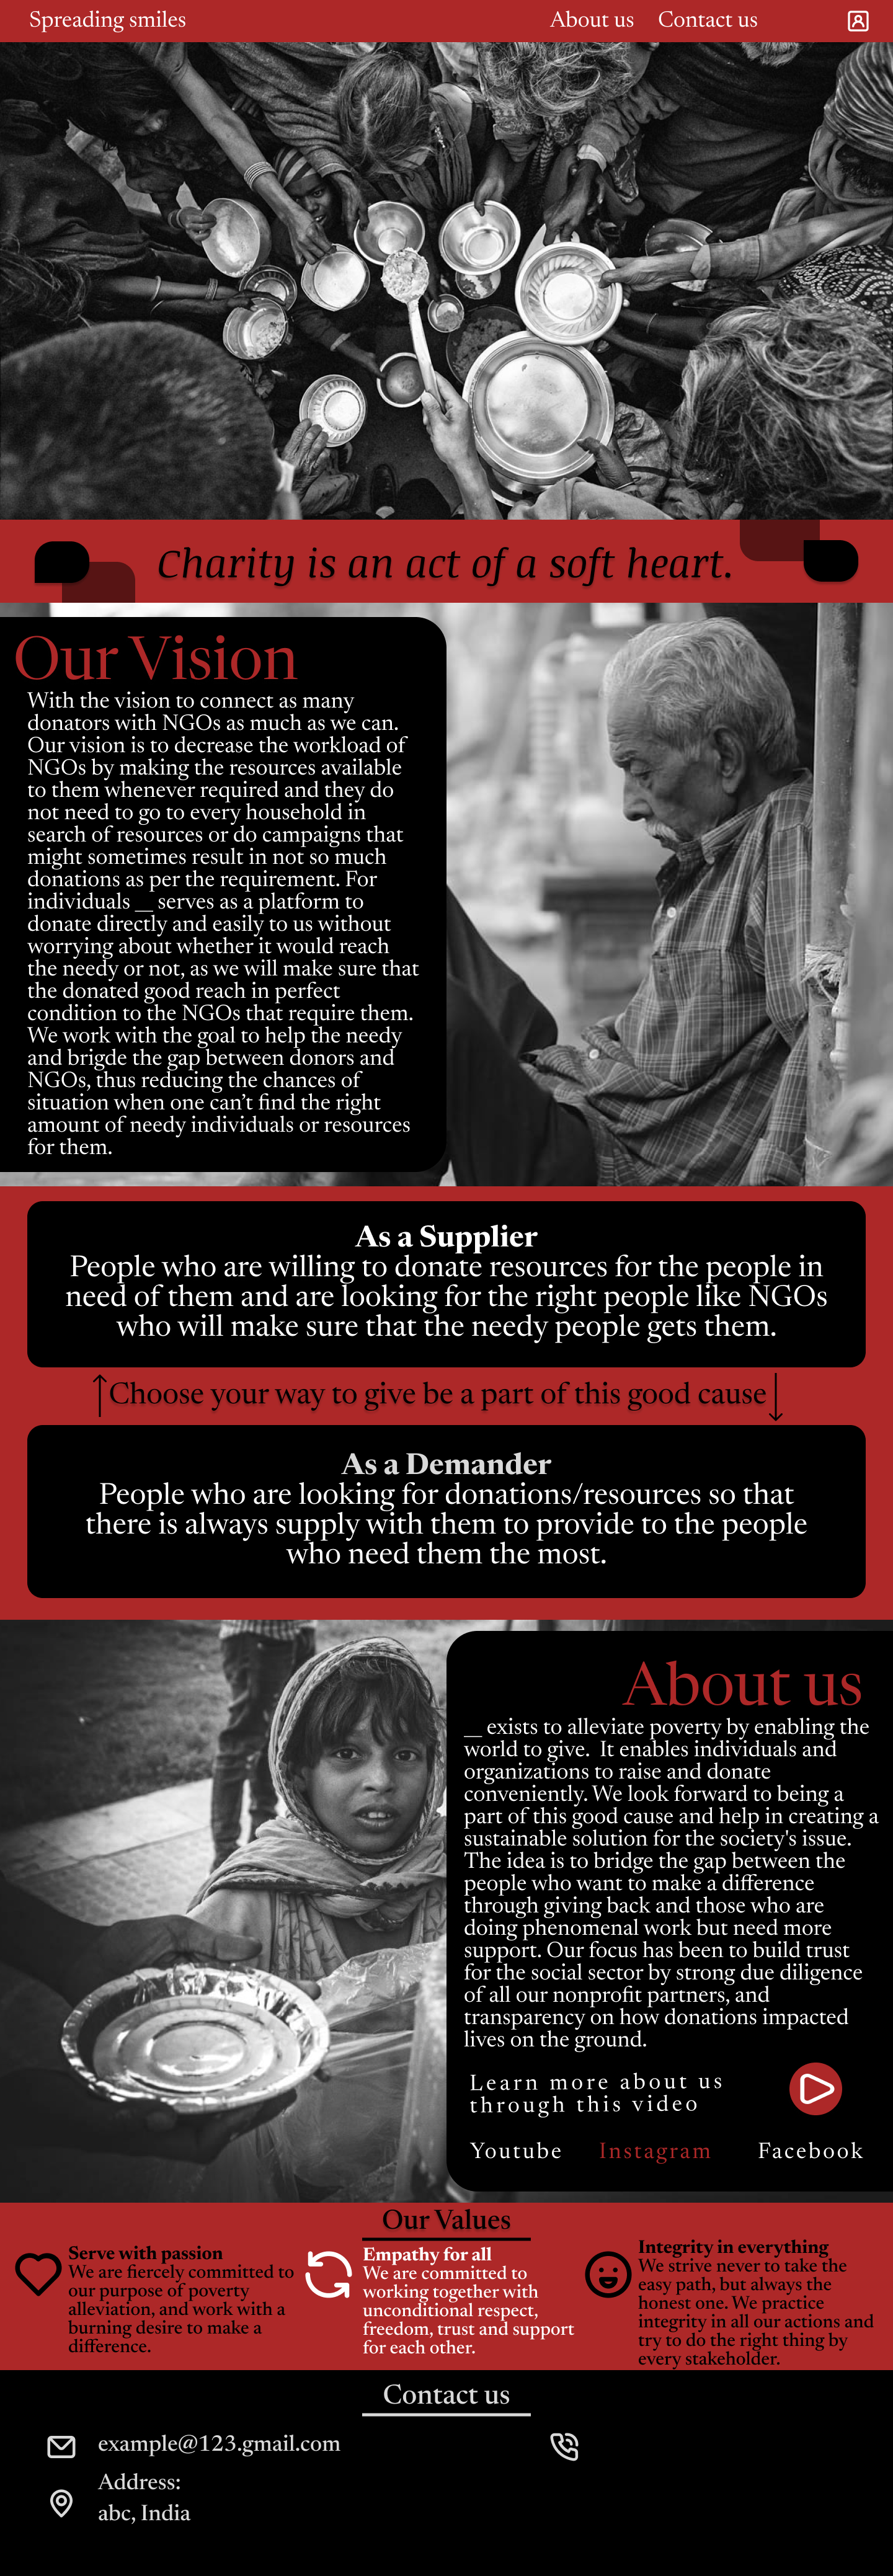 Spreading smiles About us Contact us
Charity is an act of a soft heart.
Our Vision
With the vision to connect as many
donators with NGOs as much as we can.
Our vision is to decrease the workload of
NGOs by making the resources available
to them whenever required and they do
not need to go to every household in
search of resources or do campaigns that
might sometimes result in not so much
donations as per the requirement. For
individuals __ serves as a platform to
donate directly and easily to us without
worrying about whether it would reach
the needy or not, as we will make sure that
the donated good reach in perfect
condition to the NGOs that require them.
We work with the goal to help the needy
and brigde the gap between donors and
NGOs, thus reducing the chances of
situation when one can’t find the right
amount of needy individuals or resources
for them.
As a Supplier
People who are willing to donate resources for the people in
need of them and are looking for the right people like NGOs
who will make sure that the needy people gets them.
Choose your way to give be a part of this good cause
As a Demander
People who are looking for donations/resources so that
there is always supply with them to provide to the people
who need them the most.
About us
__ exists to alleviate poverty by enabling the
world to give.  It enables individuals and
organizations to raise and donate
conveniently. We look forward to being a
part of this good cause and help in creating a
sustainable solution for the society's issue.
The idea is to bridge the gap between the
people who want to make a difference
through giving back and those who are
doing phenomenal work but need more
support. Our focus has been to build trust
for the social sector by strong due diligence
of all our nonprofit partners, and
transparency on how donations impacted
lives on the ground.
Learn more about us
through this video
Youtube Instagram Facebook
Our Values
Serve with passion
We are fiercely committed to
our purpose of poverty
alleviation, and work with a
burning desire to make a
difference.
Empathy for all
We are committed to
working together with
unconditional respect,
freedom, trust and support
for each other.
Integrity in everything
We strive never to take the
easy path, but always the
honest one. We practice
integrity in all our actions and
try to do the right thing by
every stakeholder.
Contact us
example@123.gmail.com
Address:
abc, India